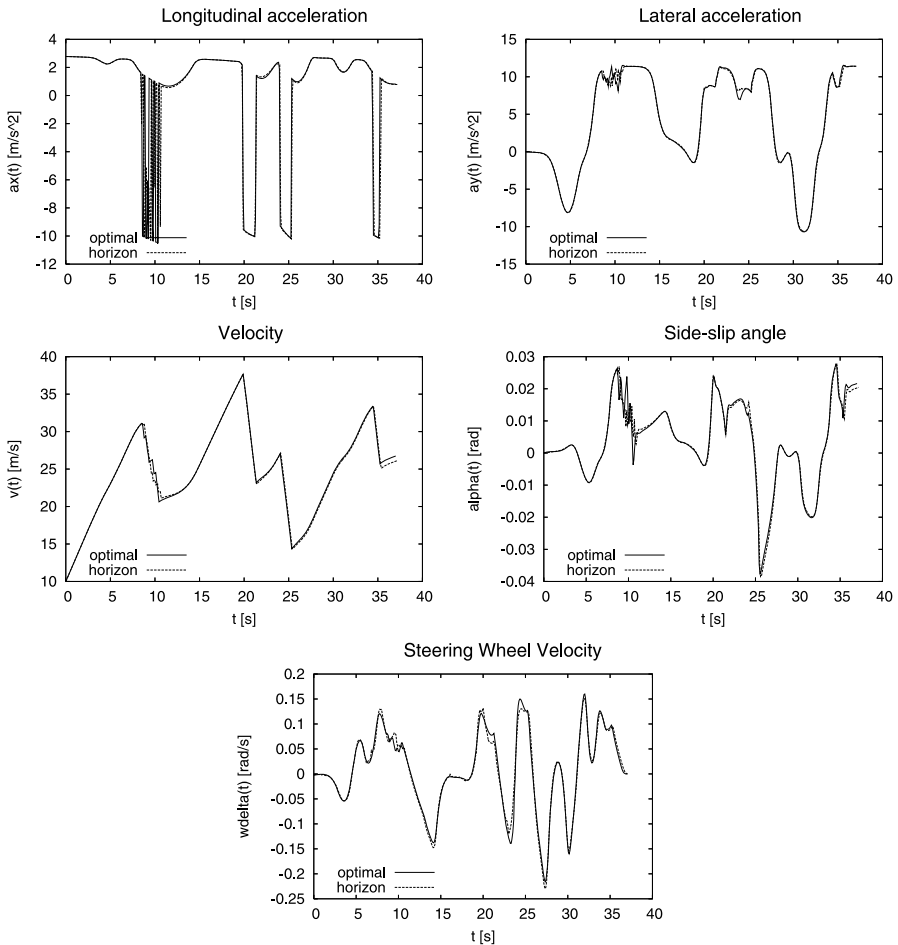 Longitudinal acceleration
ax(t) [m/s^2]
4
2
0
-2
-4
-6
-8
-10
-12
optimal
horizon
0 5 10 15 20 25 30 35 40
t [s]
Lateral acceleration
ay(t) [m/s^2]
15
10
5
0
-5
-10
-15
optimal
horizon
0 5 10 15 20 25 30 35 40
t [s]
Velocity
v(t) [m/s]
40
35
30
25
20
15
10
optimal
horizon
0 5 10 15 20 25 30 35 40
t [s]
Side-slip angle
alpha(t) [rad]
0.03
0.02
0.01
0
-0.01
-0.02
-0.03
-0.04
optimal
horizon
0 5 10 15 20 25 30 35 40
t [s]
Steering Wheel Velocity
wdelta(t) [rad/s]
0.2
0.15
0.1
0.05
0
-0.05
-0.1
-0.15
-0.2
-0.25
optimal
horizon
0 5 10 15 20 25 30 35 40
t [s]